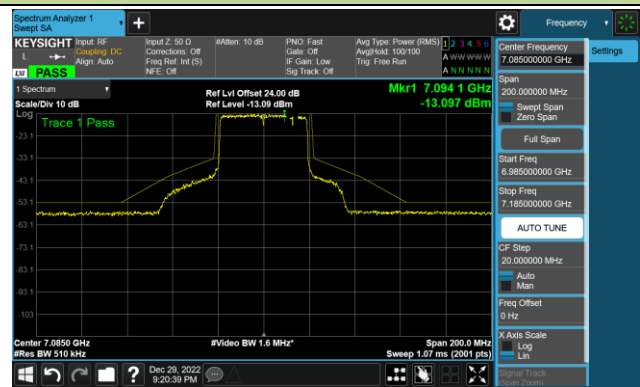 Spectrum Analyzer 1
Swept SA
Frequency
KEYSIGHT
Input: RF
Coupling: DC
Align: Auto
Input Z: 50 Ω
Corrections: Off
Freq Ref: Int (S)
NFE: Off
#Atten: 10 dB
PNO: Fast
Gate: Off
IF Gain: Low
Sig Track: Off
Avg Type: Power (RMS)
Avg|Hold: 100/100
Trig: Free Run
1 2 3 4 5 6
A W W W W W
A N N N N N
L
LXI
PASS
1 Spectrum
Scale/Div 10 dB
Ref Lvl Offset 24.00 dB
Ref Level -13.09 dBm
Mkr1 7.094 1 GHz
-13.097 dBm
Log
Trace 1 Pass
1
-23.1
-33.1
-43.1
-53.1
-63.1
-73.1
-83.1
-93.1
-103
Center 7.0850 GHz
#Res BW 510 kHz
#Video BW 1.6 MHz*
Span 200.0 MHz
Sweep 1.07 ms (2001 pts)
Dec 29, 2022
9:20:39 PM
Center Frequency
7.085000000 GHz
Settings
Span
200.000000 MHz
Swept Span
Zero Span
Full Span
Start Freq
6.985000000 GHz
Stop Freq
7.185000000 GHz
AUTO TUNE
CF Step
20.000000 MHz
Auto
Man
Freq Offset
0 Hz
X Axis Scale
Log
Lin
Signal Track
(Span Zoom)